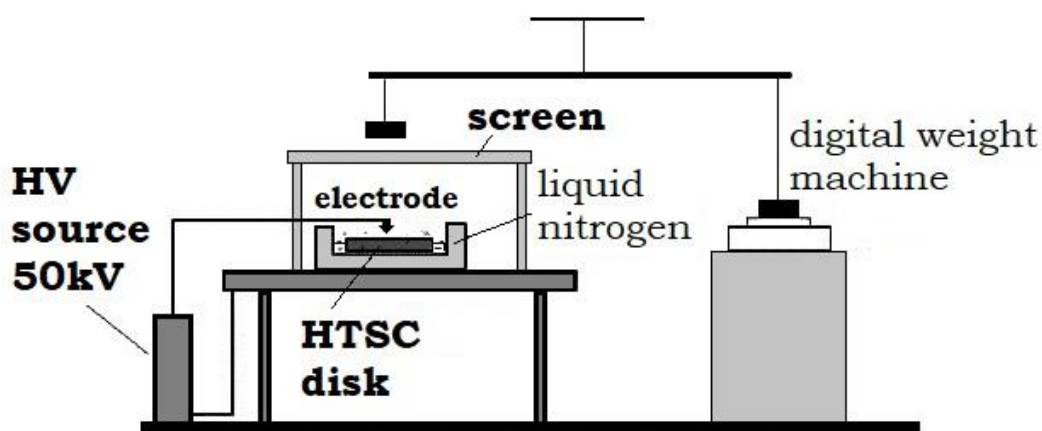 screen
digital weight
machine
HV
source
50kV
electrode
liquid
nitrogen
HTSC
disk